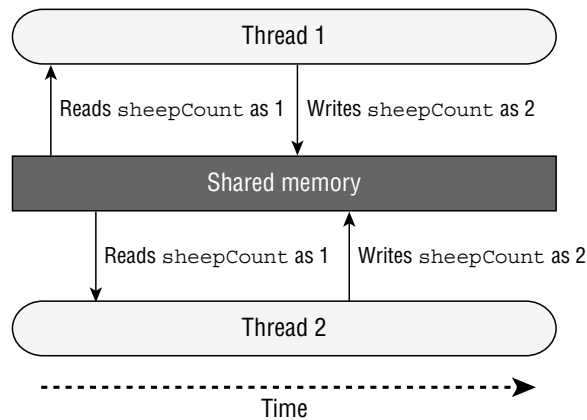 Thread 1
Reads sheepCount as 1
Writes sheepCount as 2
Shared memory
Reads sheepCount as 1
Writes sheepCount as 2
Thread 2
Time